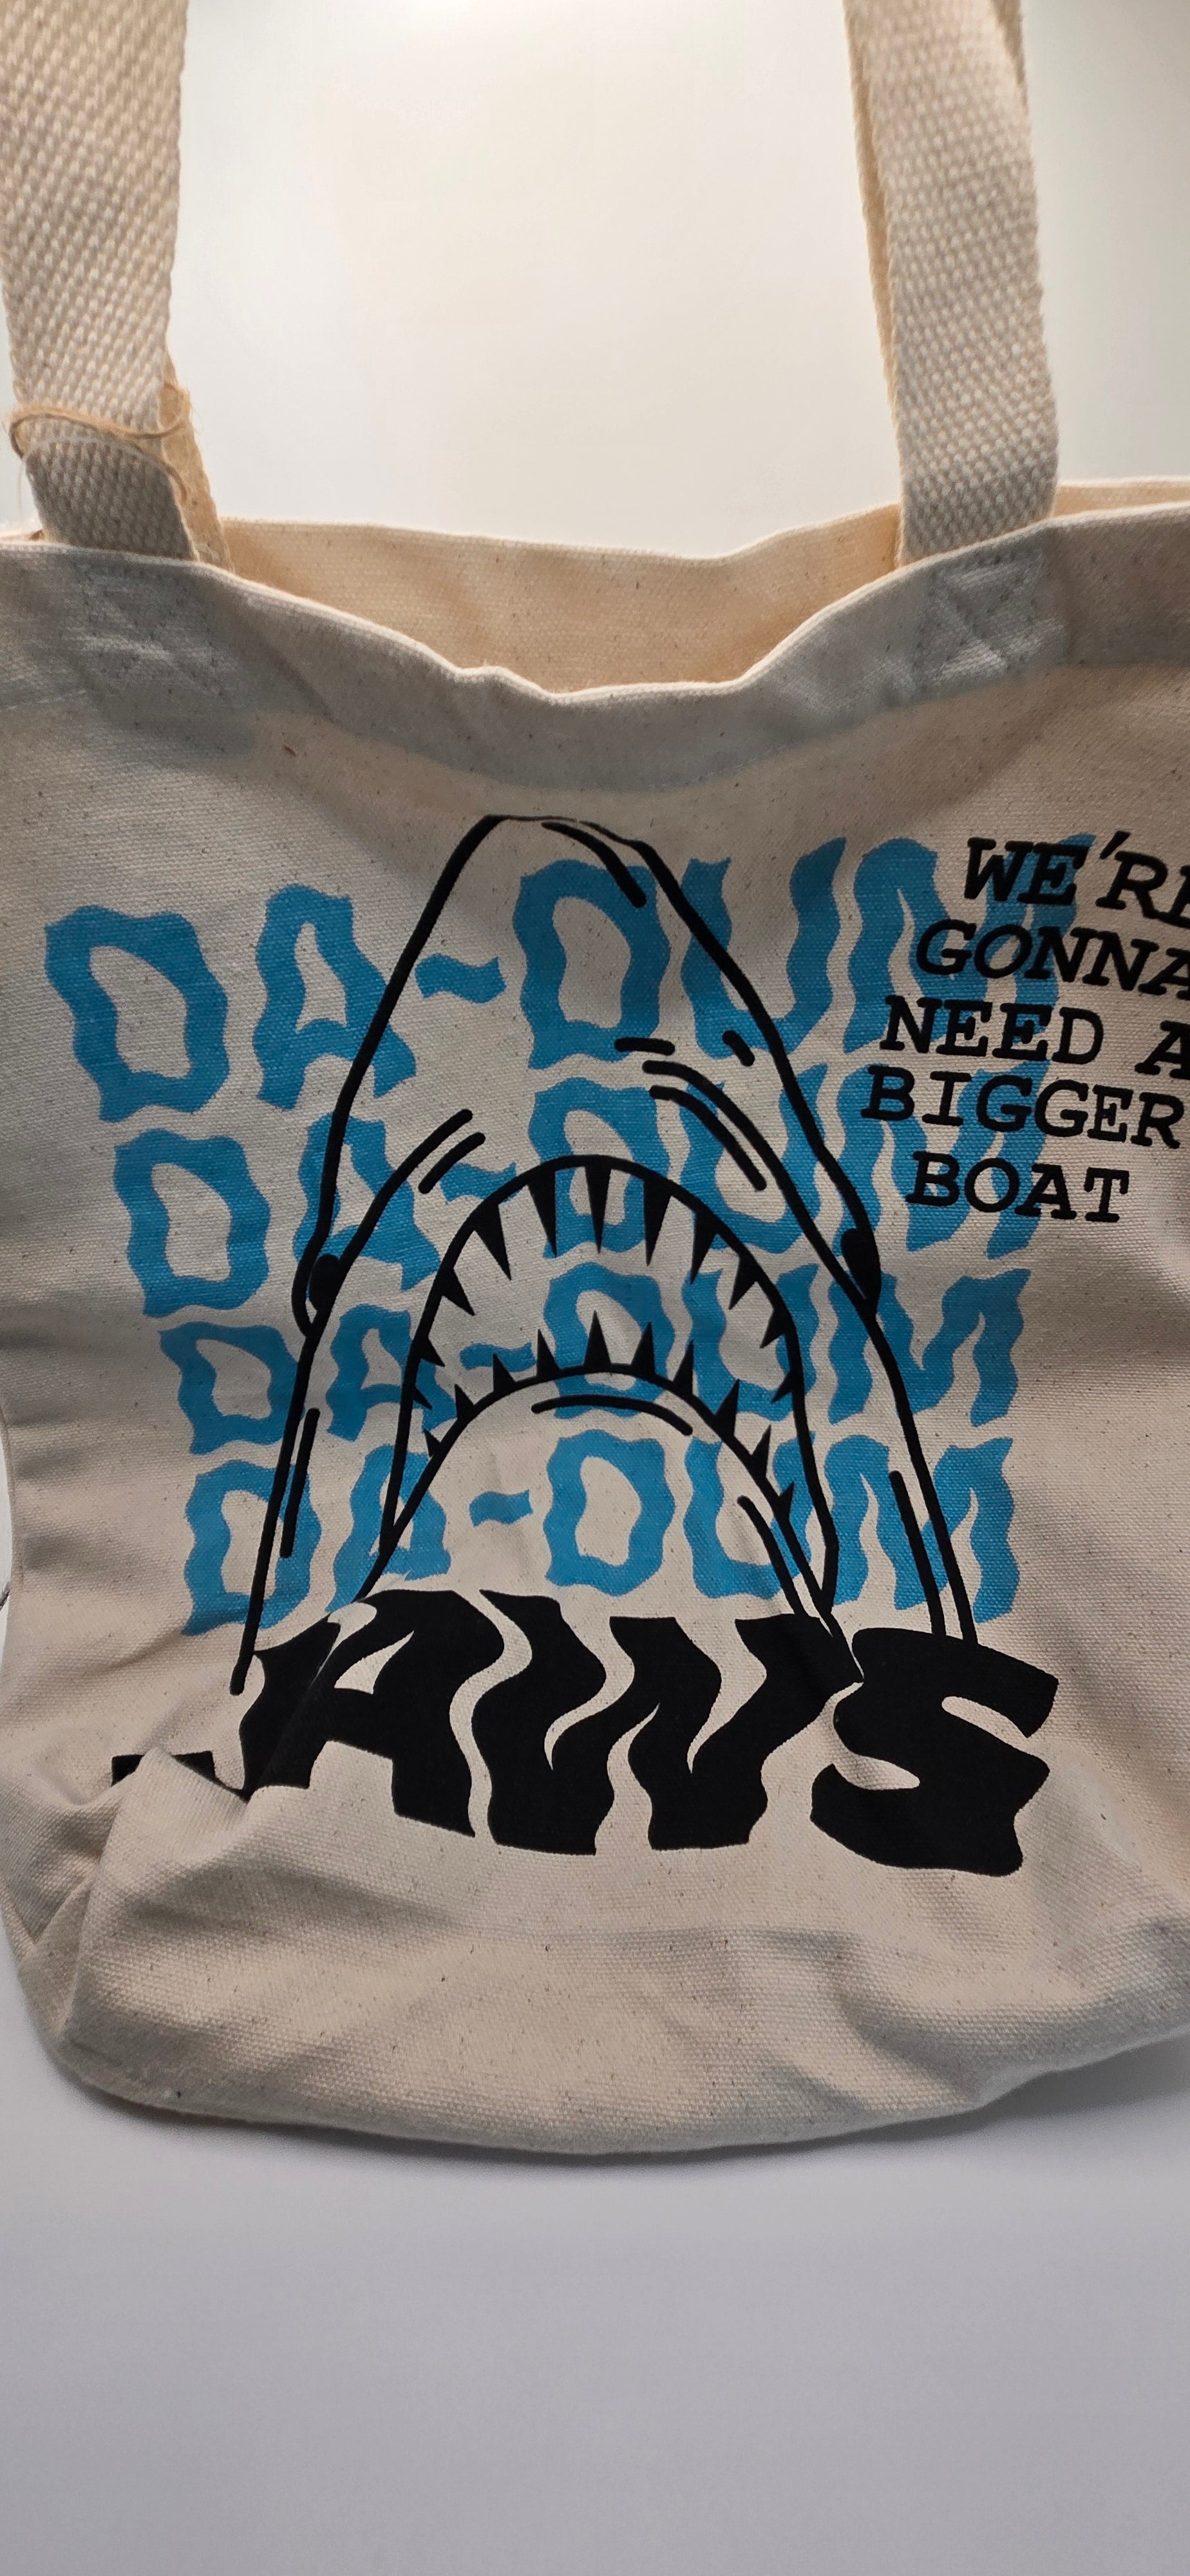 DA-DUM
DA-DUM
DA-DUM
DA-DUM
WE'RE
GONNA
NEED A
BIGGER
BOAT
JAWS